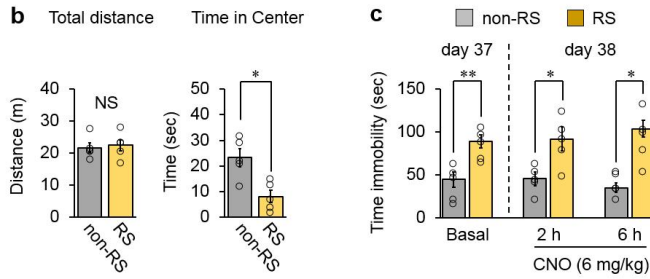 b
Total distance
Time in Center
Distance (m)
40
30
20
10
0
NS
non-RS
RS
Time (sec)
50
40
30
20
10
0
*
non-RS
RS
c
non-RS
RS
day 37
day 38
Time immobility (sec)
150
100
50
0
**
*
*
Basal
2 h
6 h
CNO (6 mg/kg)